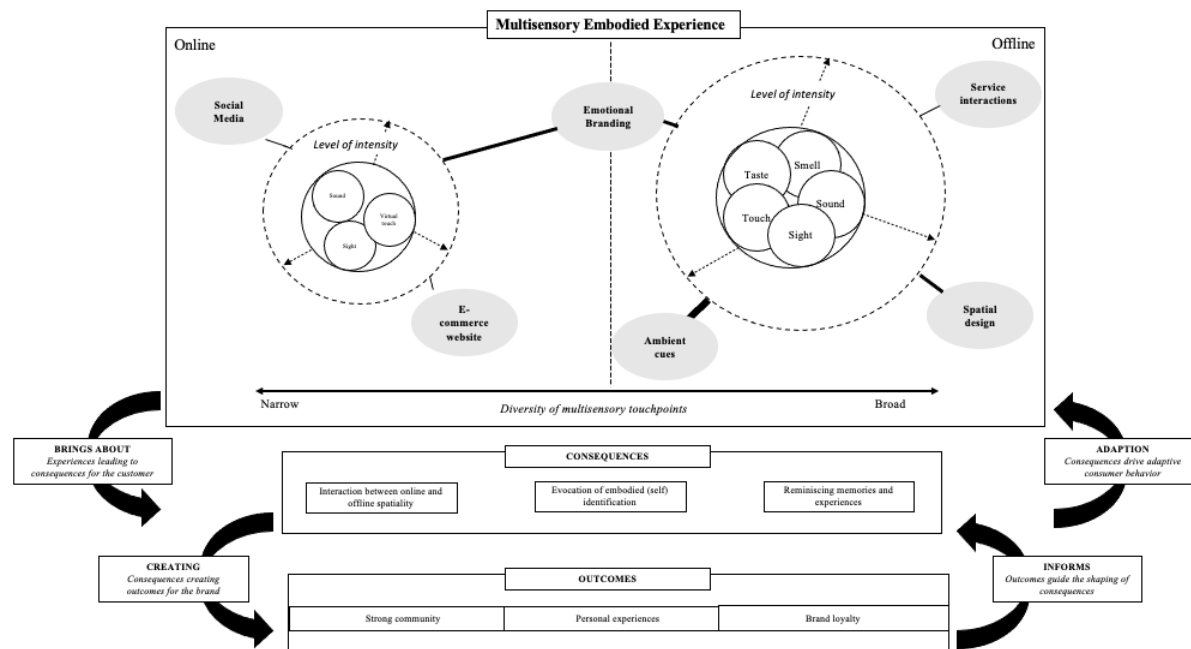 Multisensory Embodied Experience
Online
Offline
Social
Media
Level of intensity
Sound
Virtual
touch
Sight
E-
commerce
website
Emotional
Branding
Level of intensity
Service
interactions
Smell
Taste
Sound
Touch
Sight
Ambient
cues
Spatial
design
Narrow
Diversity of multisensory touchpoints
Broad
BRINGS ABOUT
Experiences leading to
consequences for the customer
ADAPTION
Consequences drive adaptive
consumer behavior
CONSEQUENCES
Interaction between online and
offline spatiality
Evocation of embodied (self)
identification
Reminiscing memories and
experiences
CREATING
Consequences creating
outcomes for the brand
INFORMS
Outcomes guide the shaping of
consequences
OUTCOMES
Strong community
Personal experiences
Brand loyalty